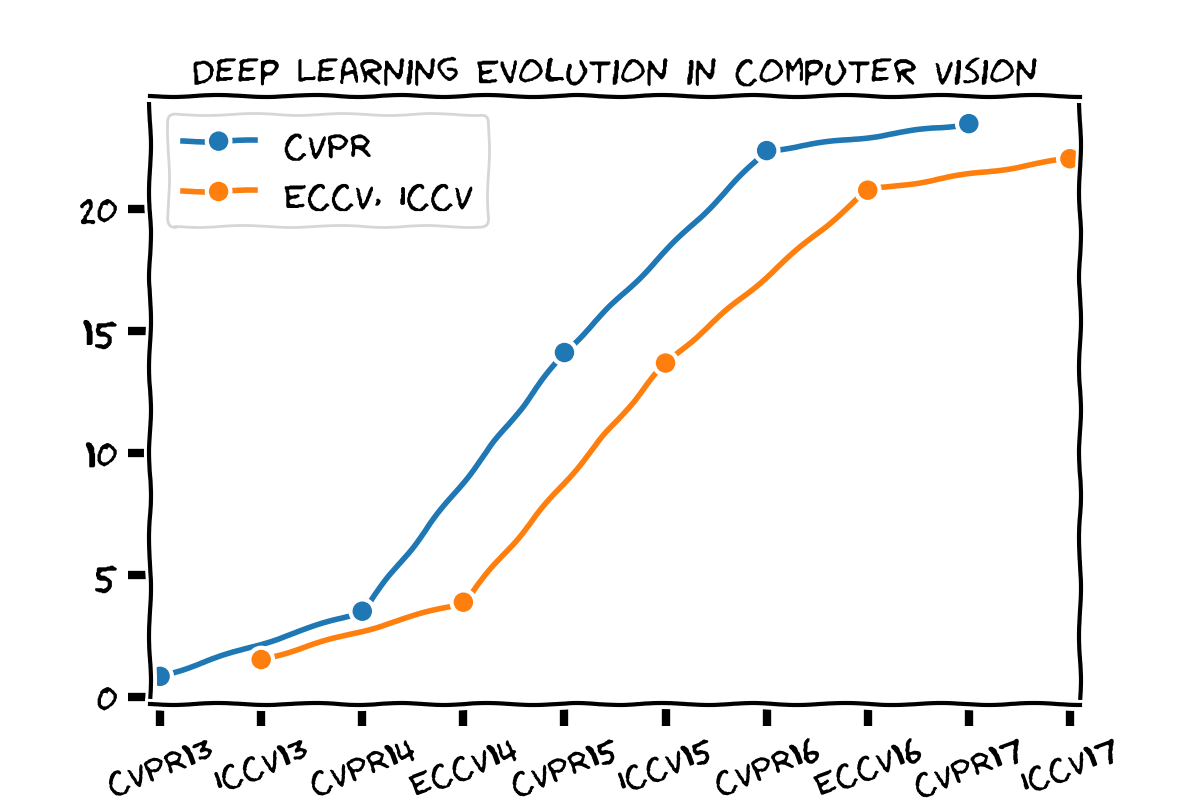 DEEP LEARNING EVOLUTION IN COMPUTER VISION
CVPR
ECCV, ICCV
20
15
10
5
0
CVPR13 ICCV13 CVPR14 ECCV14 CVPR15 ICCV15 CVPR16 ECCV16 CVPR17 ICCV17